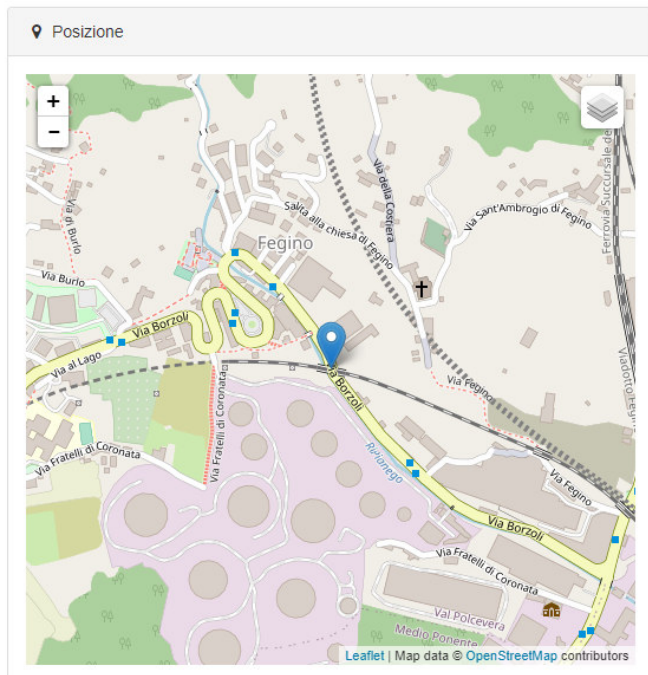 Posizione
+
-
Via della Costiera
Ferrovia Succursale dei
Salita alla chiesa di Fegino
Via Sant'Ambrogio di Fegino
Via di Burlo
Fegino
Via Burlo
Via Borzoli
Via al Lago
Via Borzoli
Viadotto Fegino
Via Fegino
Via Fratelli di Coronata
Via Fratelli di Coronata
Rio
Via Fegino
Via Borzoli
Via Fratelli di Coronata
Val Polcevera
Medio Ponente
Leaflet | Map data © OpenStreetMap contributors